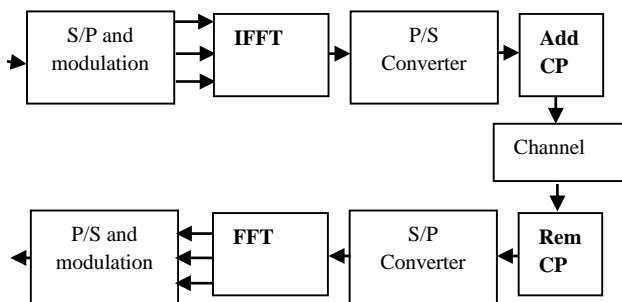 S/P and
modulation
IFFT
P/S
Converter
Add
CP
Channel
P/S and
modulation
FFT
S/P
Converter
Rem
CP